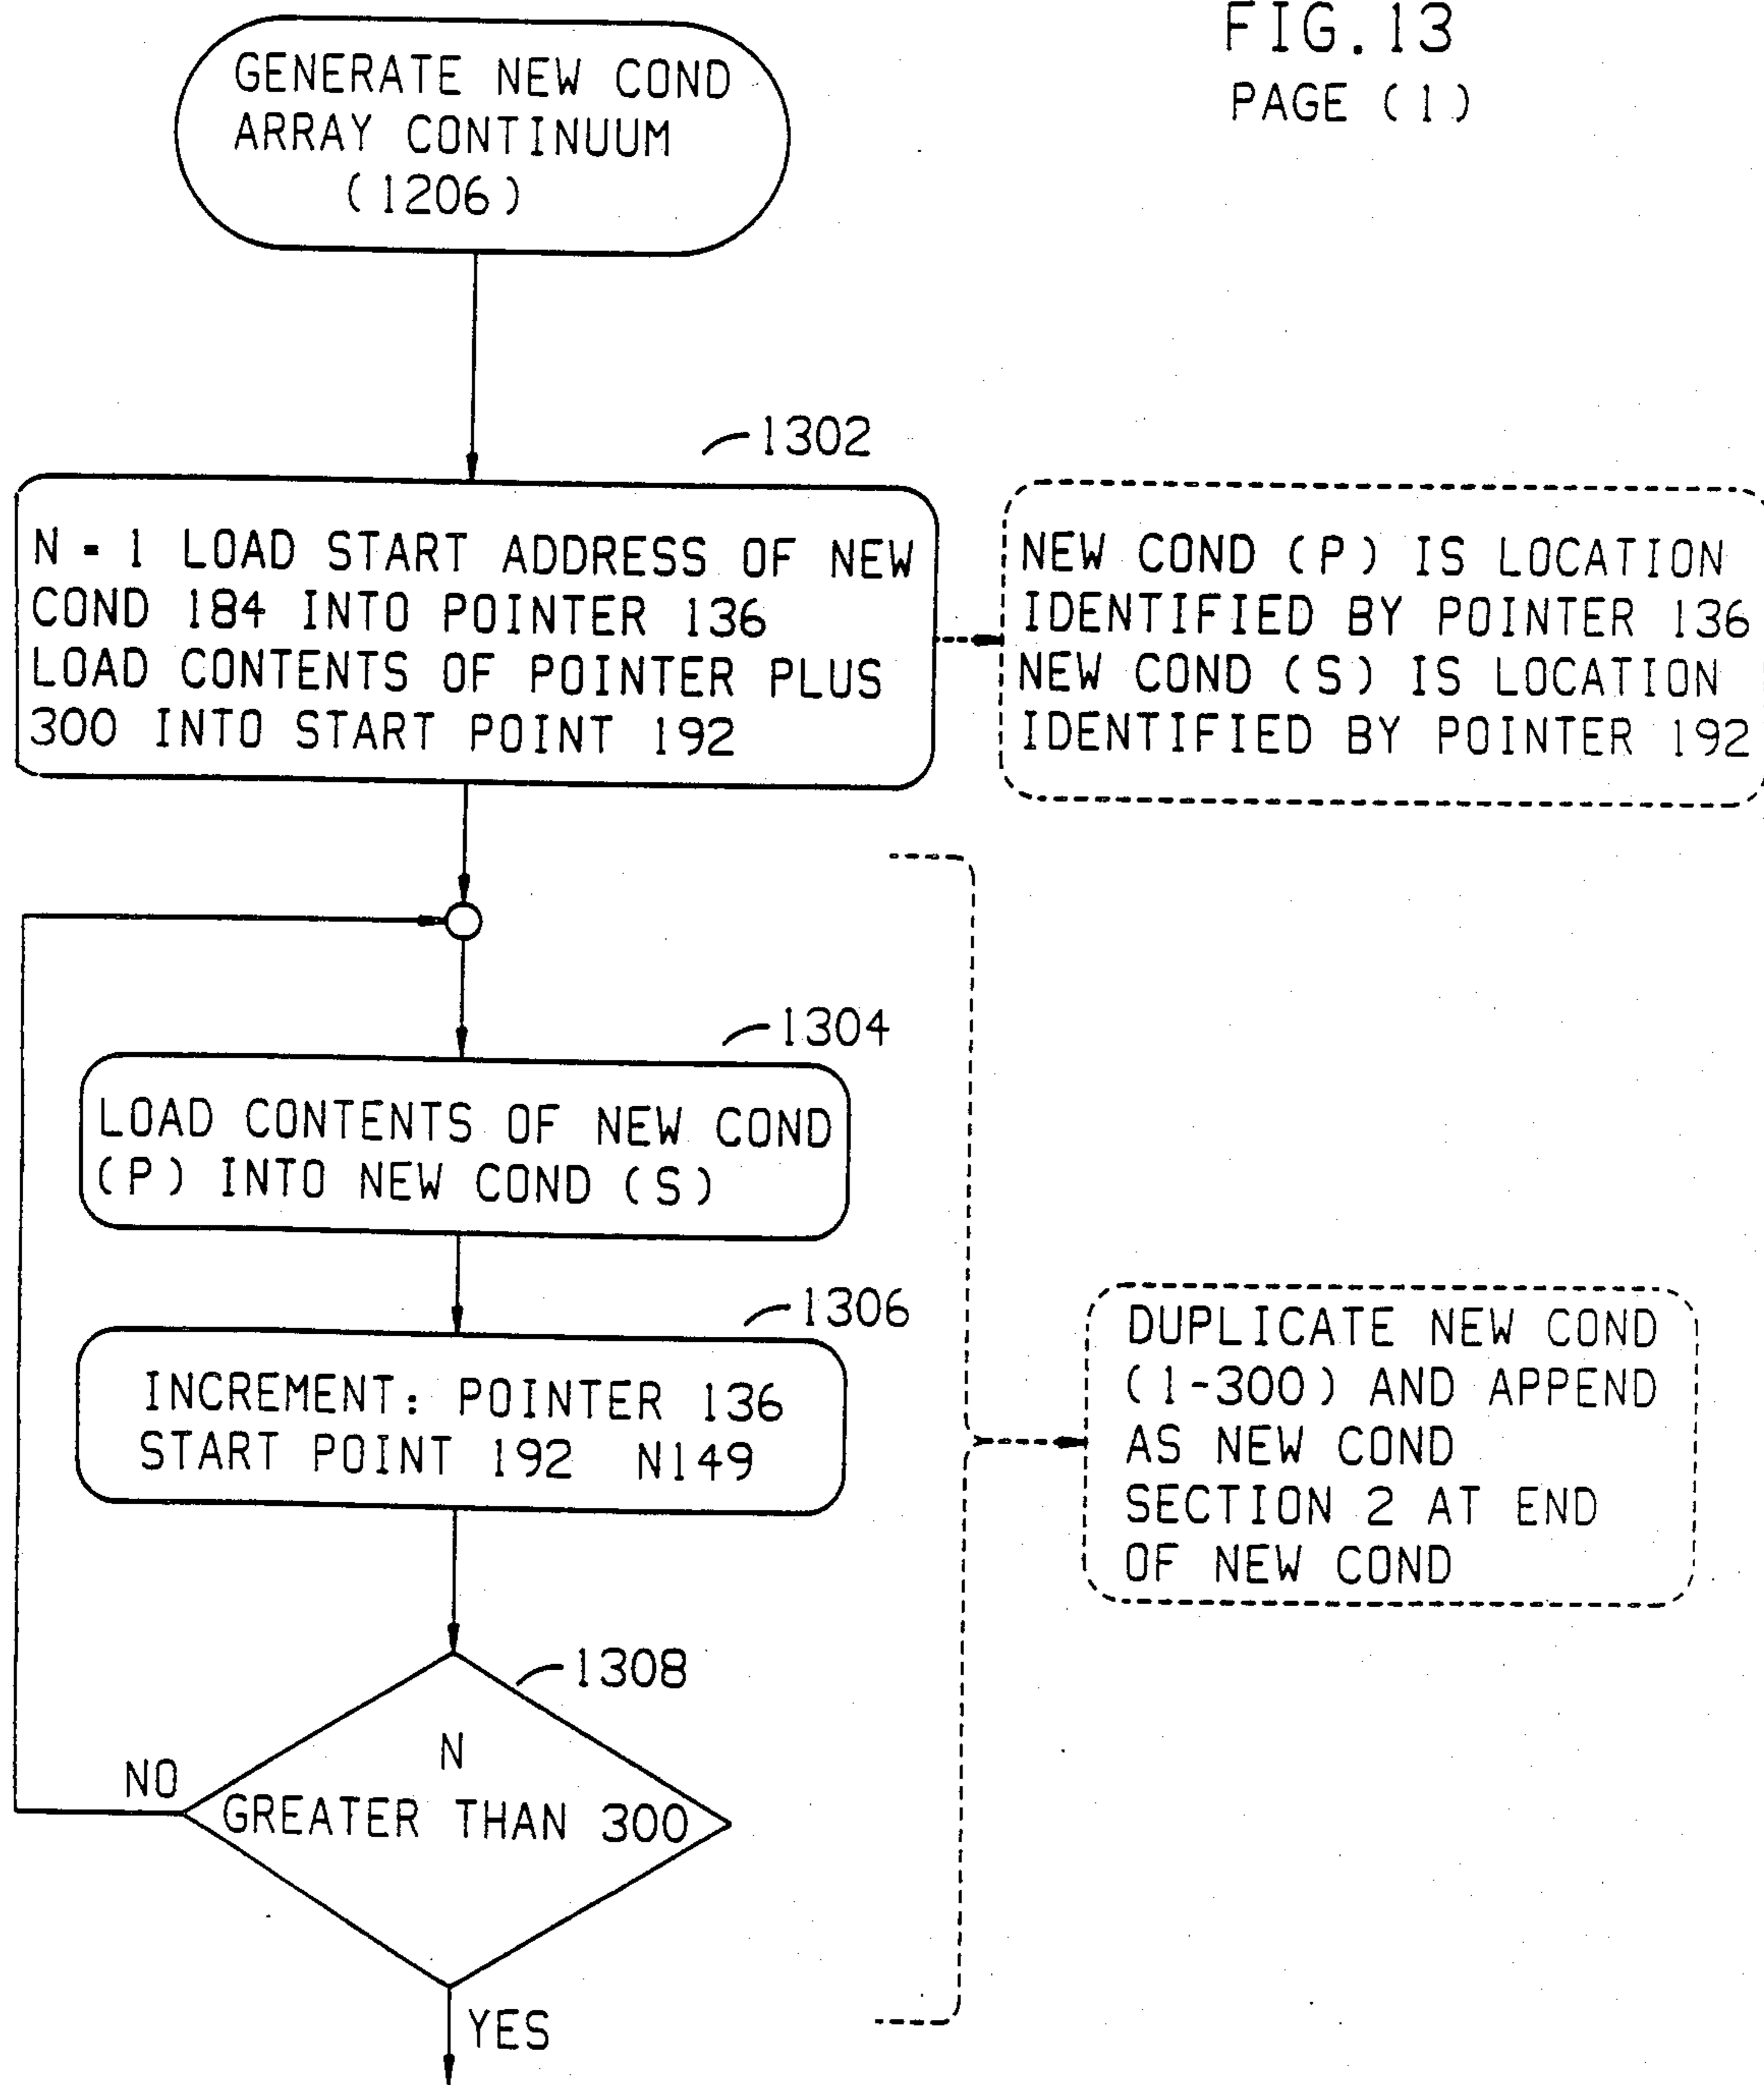 FIG.13
PAGE (1)
GENERATE NEW COND
ARRAY CONTINUUM
(1206)
1302
N = 1 LOAD START ADDRESS OF NEW
COND 184 INTO POINTER 136
LOAD CONTENTS OF POINTER PLUS
300 INTO START POINT 192
NEW COND (P) IS LOCATION
IDENTIFIED BY POINTER 136
NEW COND (S) IS LOCATION
IDENTIFIED BY POINTER 192
1304
LOAD CONTENTS OF NEW COND
(P) INTO NEW COND (S)
1306
INCREMENT: POINTER 136
START POINT 192 N149
DUPLICATE NEW COND
(1-300) AND APPEND
AS NEW COND
SECTION 2 AT END
OF NEW COND
1308
N
GREATER THAN 300
NO
YES